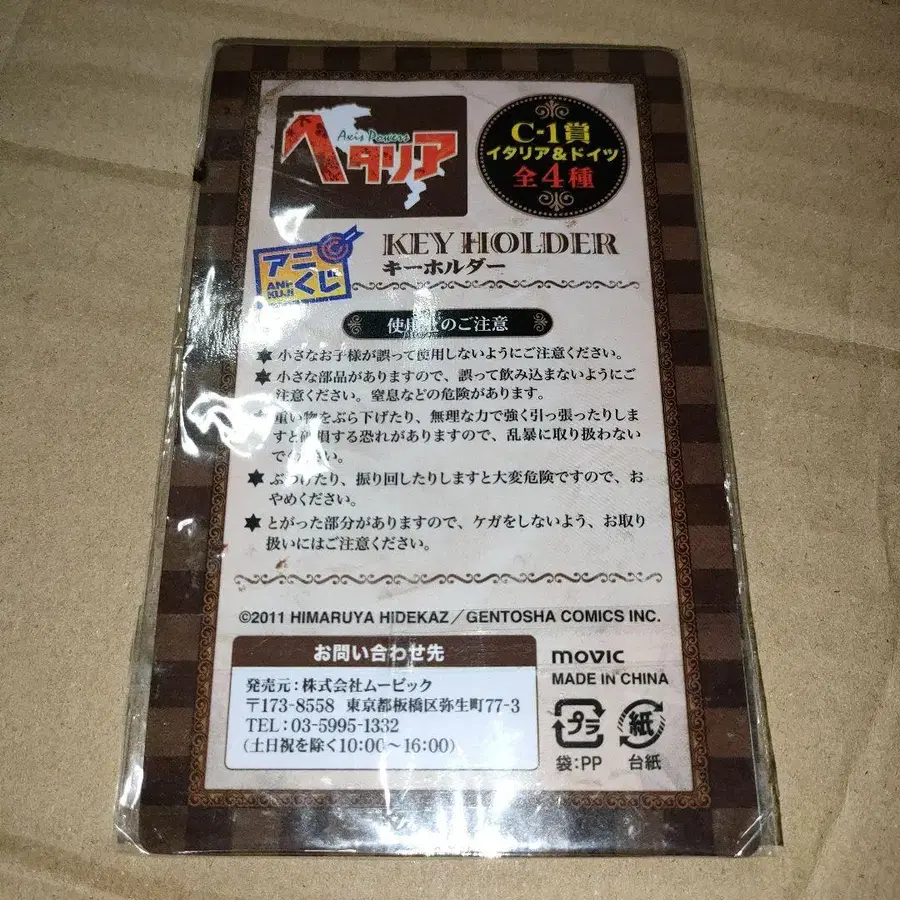 Axis Powers
ヘタリア
C-1賞
イタリア&ドイツ
全4種
アニくじ
ANI-KUJI
KEY HOLDER
キーホルダー
使用上のご注意
★ 小さなお子様が誤って使用しないようにご注意ください。
★ 小さな部品がありますので、誤って飲み込まないようにご
注意ください。窒息などの危険があります。
重い物をぶら下げたり、無理な力で強く引っ張ったりしま
すと破損する恐れがありますので、乱暴に取り扱わない
でください。
★ ぶつけたり、振り回したりしますと大変危険ですので、お
やめください。
★ とがった部分がありますので、ケガをしないよう、お取り
扱いにはご注意ください。
©2011 HIMARUYA HIDEKAZ/GENTOSHA COMICS INC.
お問い合わせ先
発売元:株式会社ムービック
〒173-8558 東京都板橋区弥生町77-3
TEL:03-5995-1332
(土日祝を除く10:00~16:00)
movic
MADE IN CHINA
プラ
袋:PP
紙
台紙